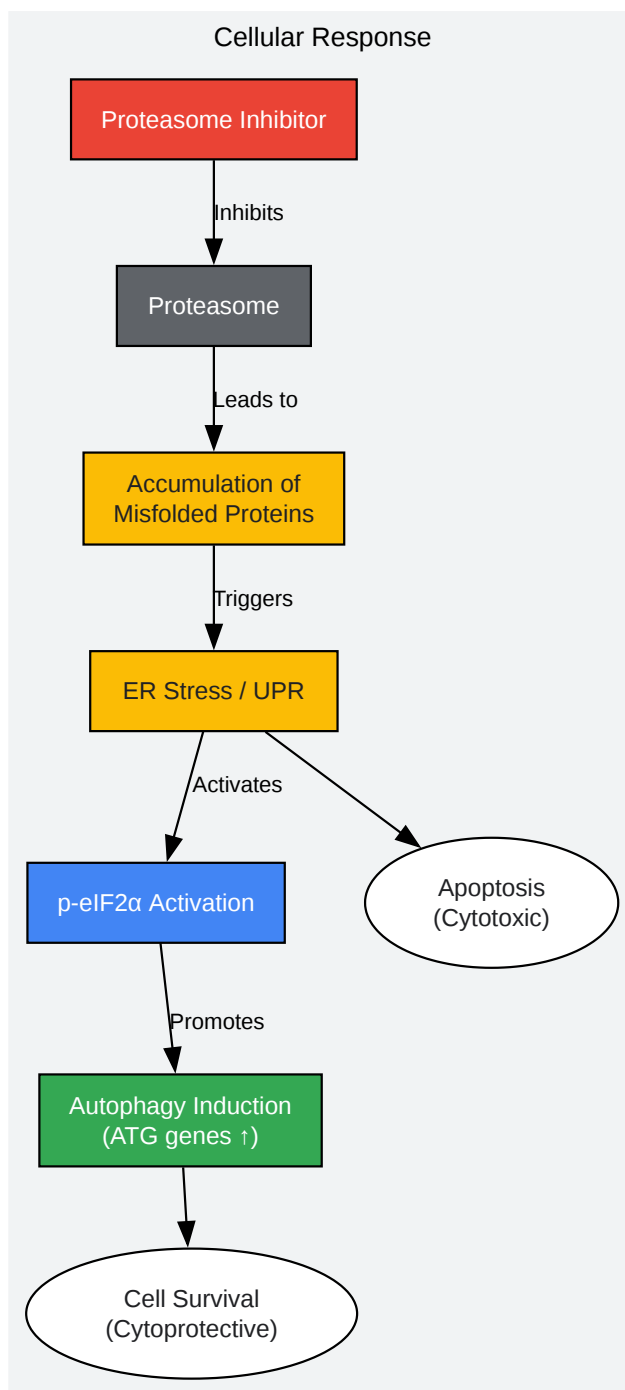 Cellular Response
Proteasome Inhibitor
Inhibits
Proteasome
Leads to
Accumulation of
Misfolded Proteins
Triggers
ER Stress / UPR
Activates
p-eIF2α Activation
Apoptosis
(Cytotoxic)
Promotes
Autophagy Induction
(ATG genes ↑)
Cell Survival
(Cytoprotective)